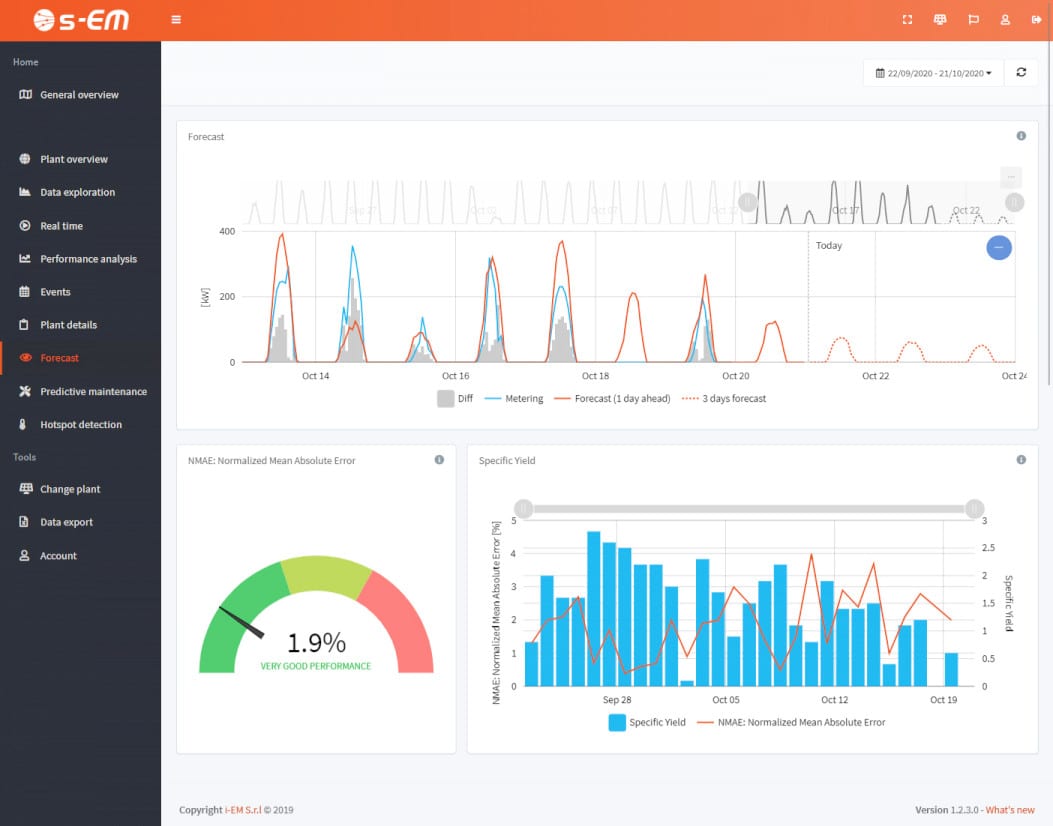 s-EM
22/09/2020 - 21/10/2020
Home
General overview
Plant overview
Data exploration
Real time
Performance analysis
Events
Plant details
Forecast
Predictive maintenance
Hotspot detection
Tools
Change plant
Data export
Account
Forecast
...
Sep 27
Oct 02
Oct 07
Oct 12
Oct 17
Oct 22
400
200
0
[kW]
Today
Oct 14
Oct 16
Oct 18
Oct 20
Oct 22
Oct 24
Diff
Metering
Forecast (1 day ahead)
3 days forecast
NMAE: Normalized Mean Absolute Error
1.9%
VERY GOOD PERFORMANCE
Specific Yield
NMAE: Normalized Mean Absolute Error [%]
5
4
3
2
1
0
3
2.5
2
1.5
1
0.5
0
Specific Yield
Sep 28
Oct 05
Oct 12
Oct 19
Specific Yield
NMAE: Normalized Mean Absolute Error
Copyright i-EM S.r.l © 2019
Version 1.2.3.0 - What's new